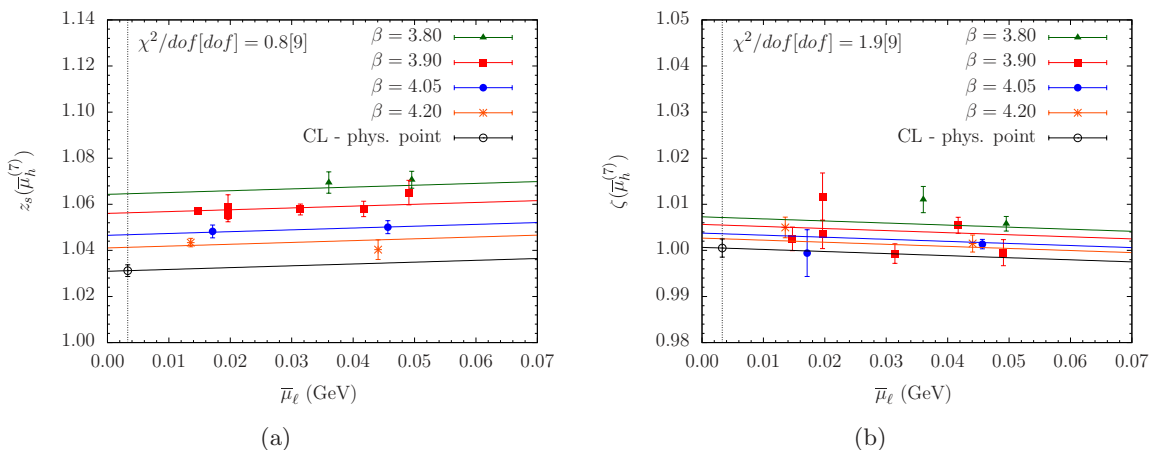 1.14
1.12
1.10
1.08
1.06
1.04
1.02
1.00
0.00 0.01 0.02 0.03 0.04 0.05 0.06 0.07
z_s(μ̅_h^{(7)})
μ̅_ℓ (GeV)
χ²/dof[dof] = 0.8[9]
β = 3.80
β = 3.90
β = 4.05
β = 4.20
CL - phys. point
(a)
1.05
1.04
1.03
1.02
1.01
1.00
0.99
0.98
0.00 0.01 0.02 0.03 0.04 0.05 0.06 0.07
ζ(μ̅_h^{(7)})
μ̅_ℓ (GeV)
χ²/dof[dof] = 1.9[9]
β = 3.80
β = 3.90
β = 4.05
β = 4.20
CL - phys. point
(b)